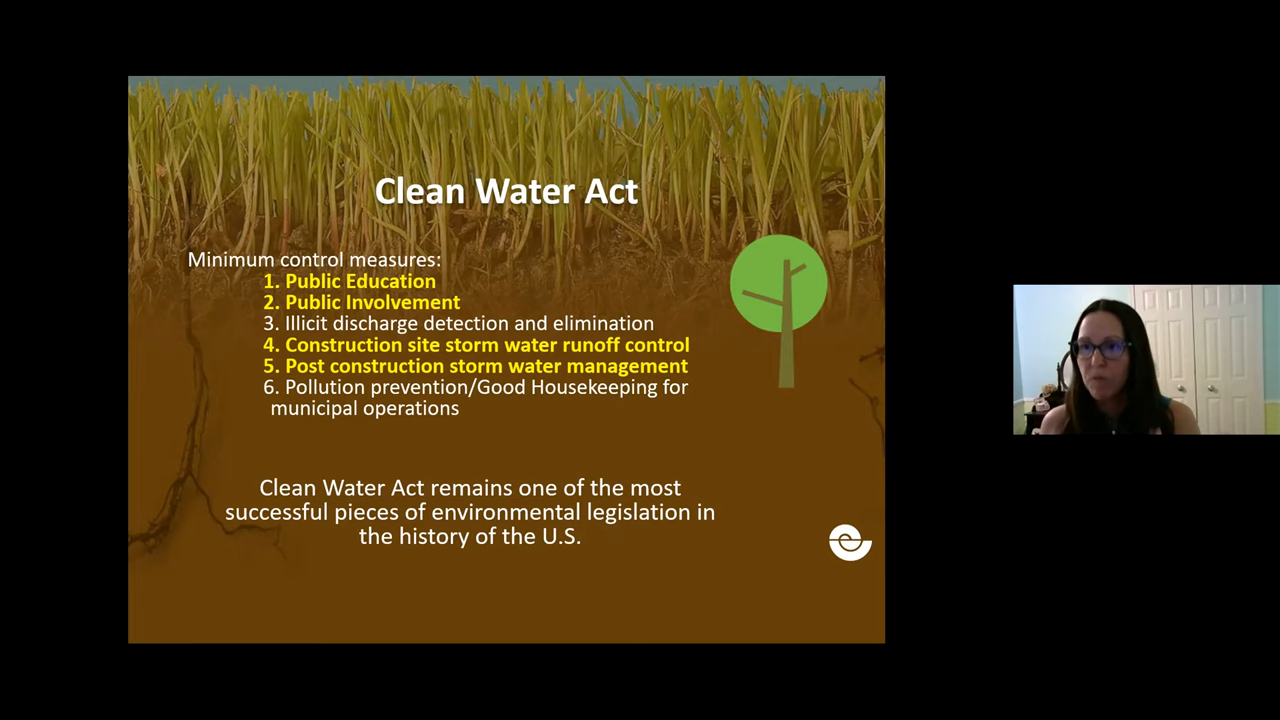 Clean Water Act
Minimum control measures:
1. Public Education
2. Public Involvement
3. Illicit discharge detection and elimination
4. Construction site storm water runoff control
5. Post construction storm water management
6. Pollution prevention/Good Housekeeping for
municipal operations
Clean Water Act remains one of the most
successful pieces of environmental legislation in
the history of the U.S.